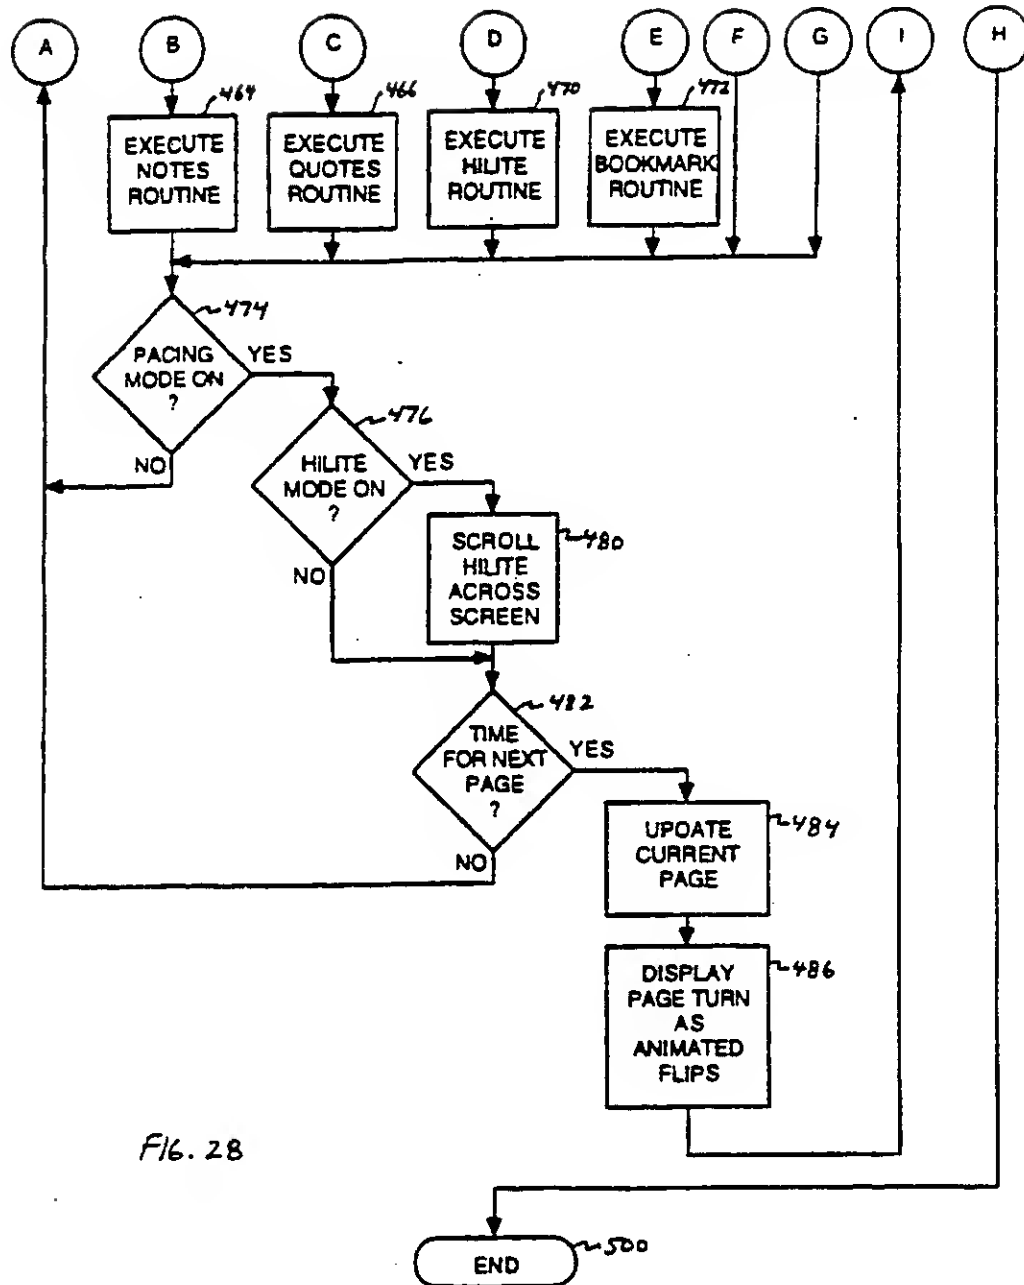 A B C D E F G I H
464 466 470 472
EXECUTE
NOTES
ROUTINE
EXECUTE
QUOTES
ROUTINE
EXECUTE
HILITE
ROUTINE
EXECUTE
BOOKMARK
ROUTINE
474
PACING
MODE ON
?
YES
NO
476
HILITE
MODE ON
?
YES
NO
480
SCROLL
HILITE
ACROSS
SCREEN
482
TIME
FOR NEXT
PAGE
?
YES
NO
484
UPDATE
CURRENT
PAGE
486
DISPLAY
PAGE TURN
AS
ANIMATED
FLIPS
FIG. 28
END
500